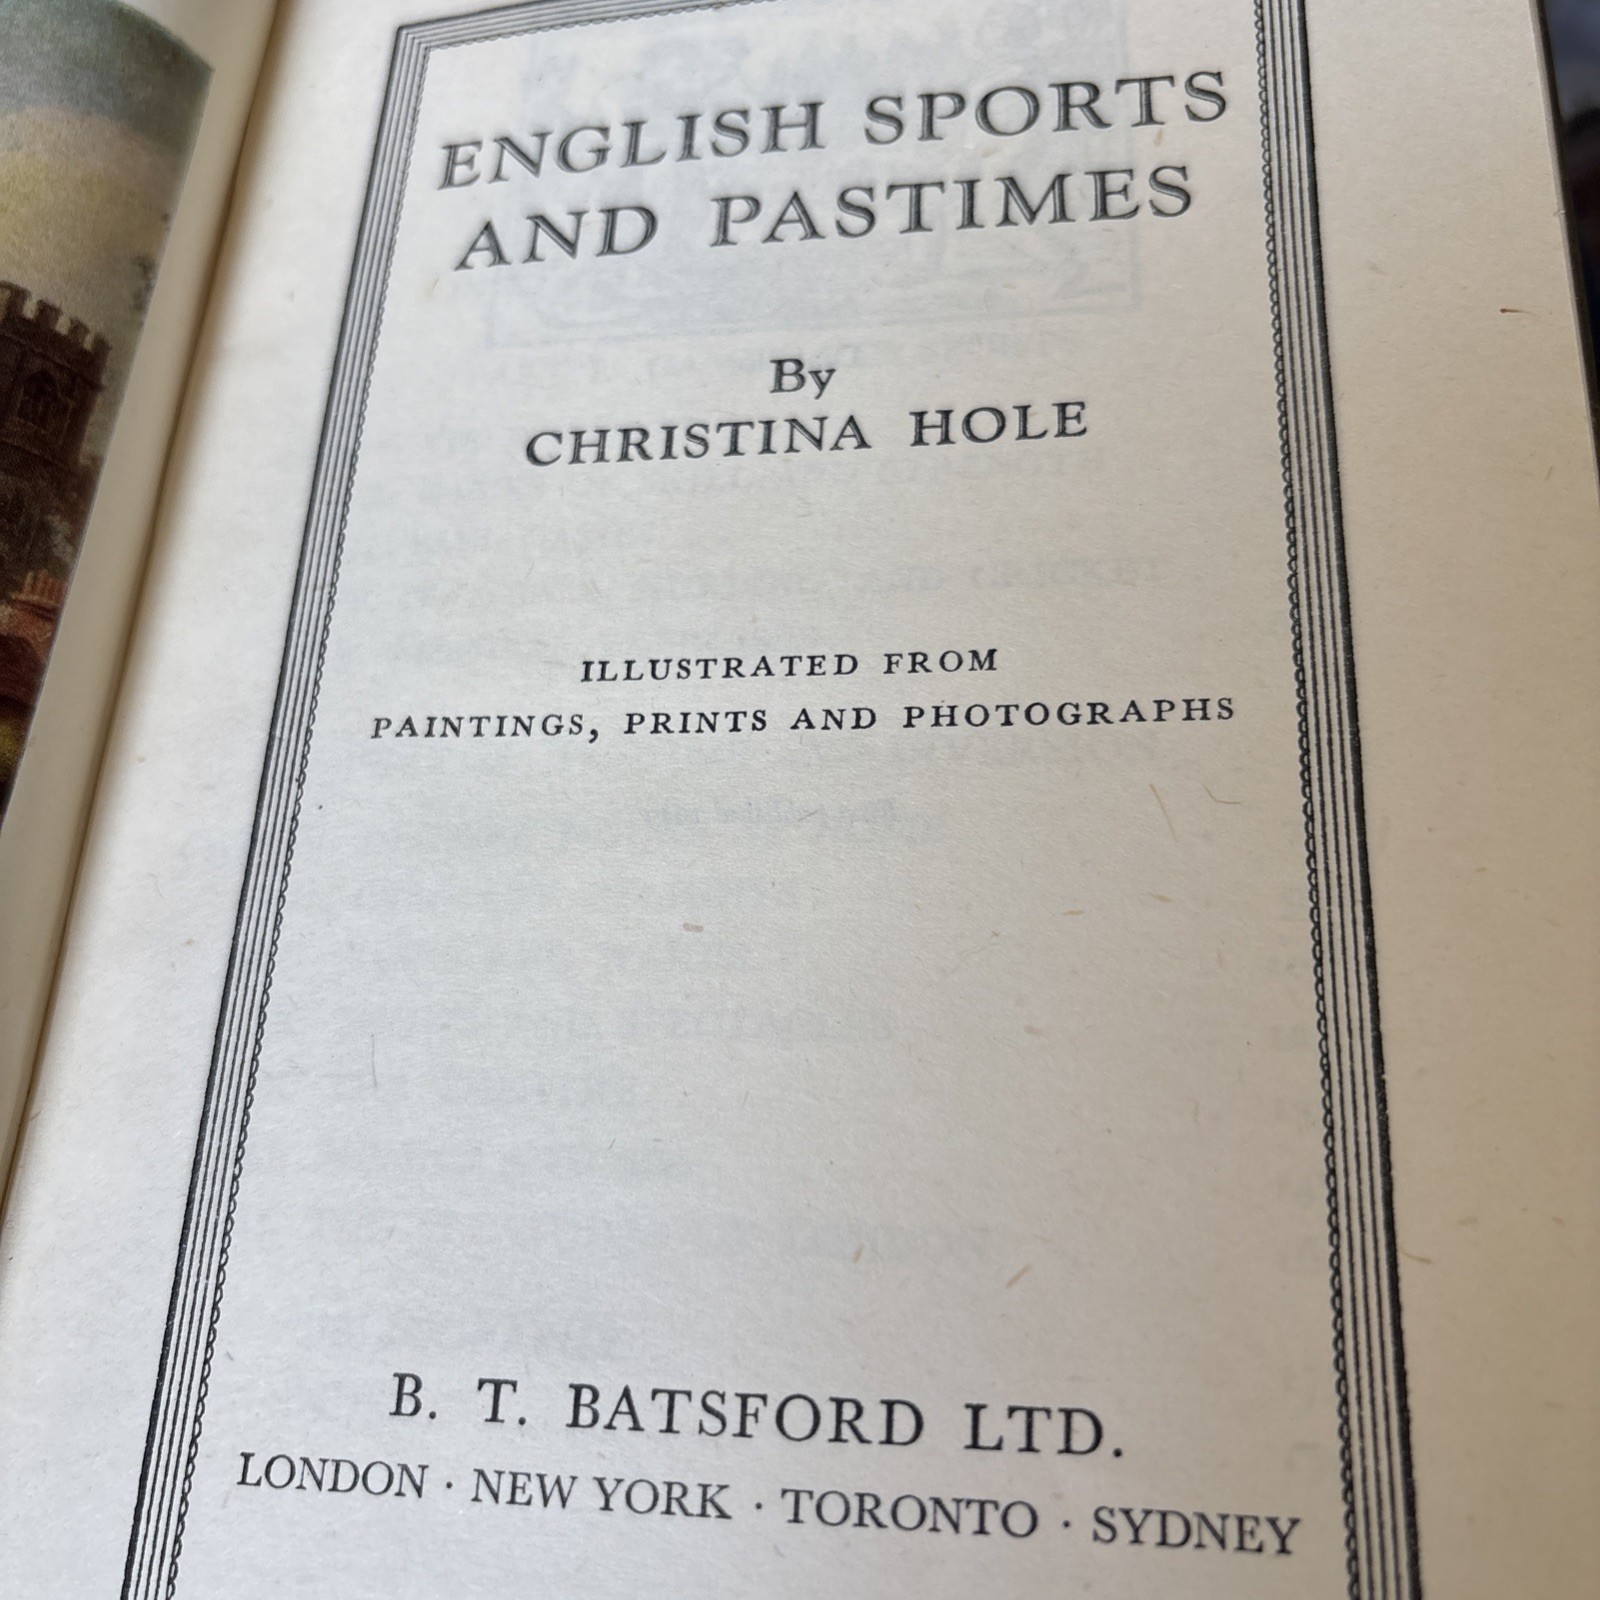 ENGLISH SPORTS
AND PASTIMES
By
CHRISTINA HOLE
ILLUSTRATED FROM
PAINTINGS, PRINTS AND PHOTOGRAPHS
B. T. BATSFORD LTD.
LONDON · NEW YORK · TORONTO · SYDNEY